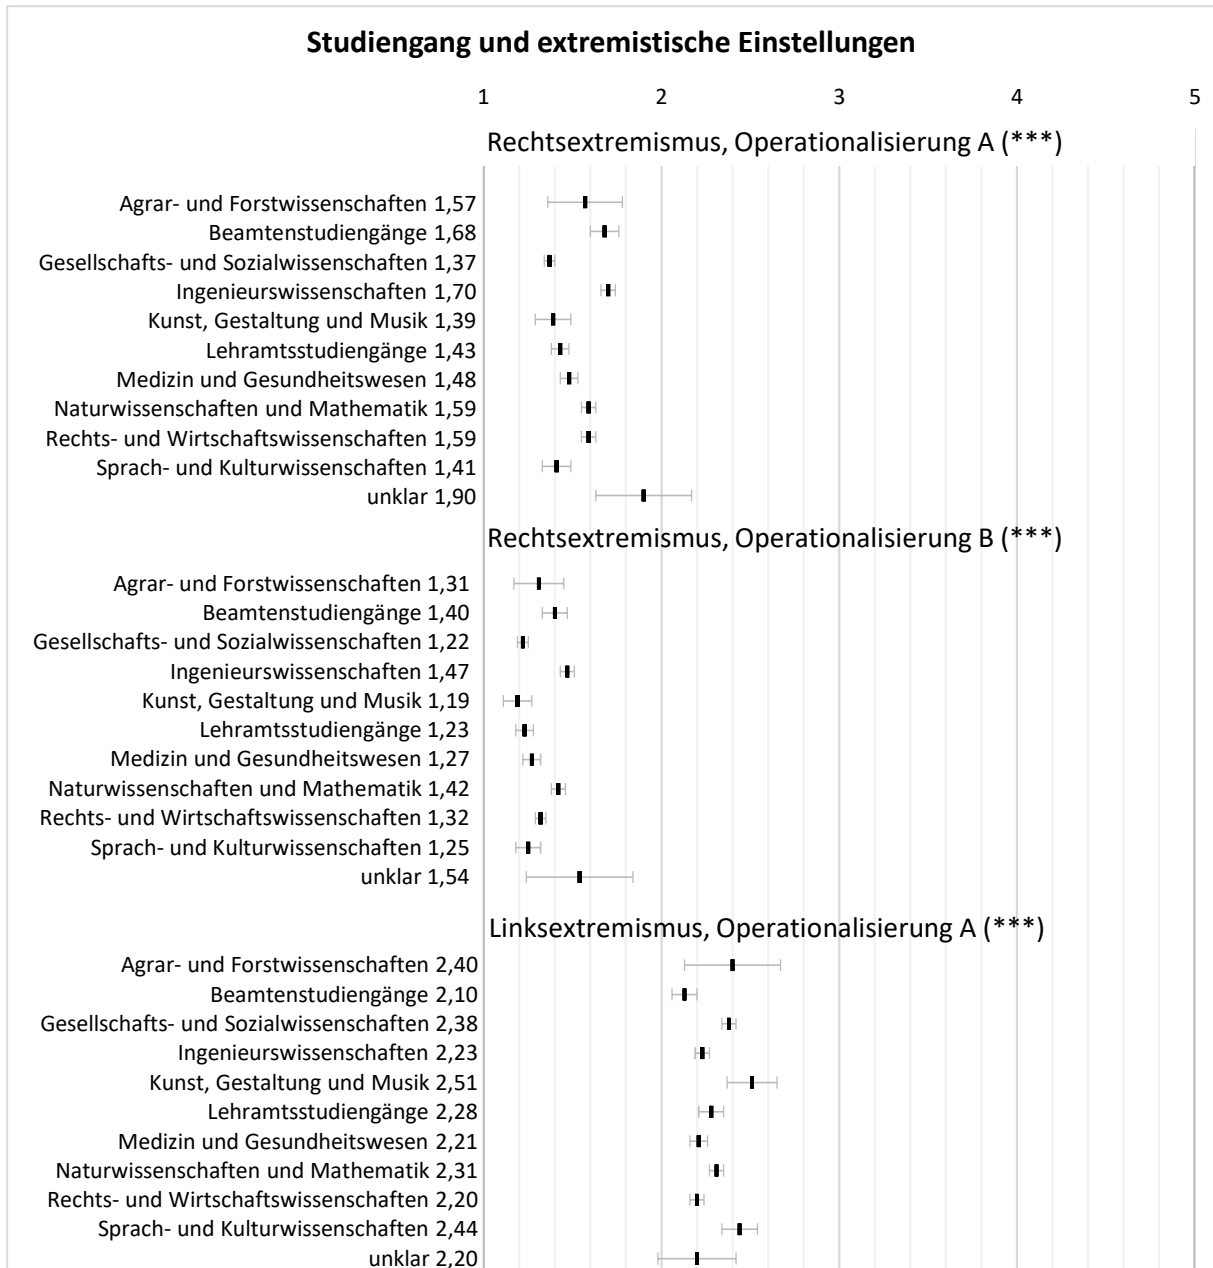 Studiengang und extremistische Einstellungen
1 2 3 4 5
Rechtsextremismus, Operationalisierung A (***)
Agrar- und Forstwissenschaften 1,57
Beamtenstudiengänge 1,68
Gesellschafts- und Sozialwissenschaften 1,37
Ingenieurswissenschaften 1,70
Kunst, Gestaltung und Musik 1,39
Lehramtsstudiengänge 1,43
Medizin und Gesundheitswesen 1,48
Naturwissenschaften und Mathematik 1,59
Rechts- und Wirtschaftswissenschaften 1,59
Sprach- und Kulturwissenschaften 1,41
unklar 1,90
Rechtsextremismus, Operationalisierung B (***)
Agrar- und Forstwissenschaften 1,31
Beamtenstudiengänge 1,40
Gesellschafts- und Sozialwissenschaften 1,22
Ingenieurswissenschaften 1,47
Kunst, Gestaltung und Musik 1,19
Lehramtsstudiengänge 1,23
Medizin und Gesundheitswesen 1,27
Naturwissenschaften und Mathematik 1,42
Rechts- und Wirtschaftswissenschaften 1,32
Sprach- und Kulturwissenschaften 1,25
unklar 1,54
Linksextremismus, Operationalisierung A (***)
Agrar- und Forstwissenschaften 2,40
Beamtenstudiengänge 2,10
Gesellschafts- und Sozialwissenschaften 2,38
Ingenieurswissenschaften 2,23
Kunst, Gestaltung und Musik 2,51
Lehramtsstudiengänge 2,28
Medizin und Gesundheitswesen 2,21
Naturwissenschaften und Mathematik 2,31
Rechts- und Wirtschaftswissenschaften 2,20
Sprach- und Kulturwissenschaften 2,44
unklar 2,20